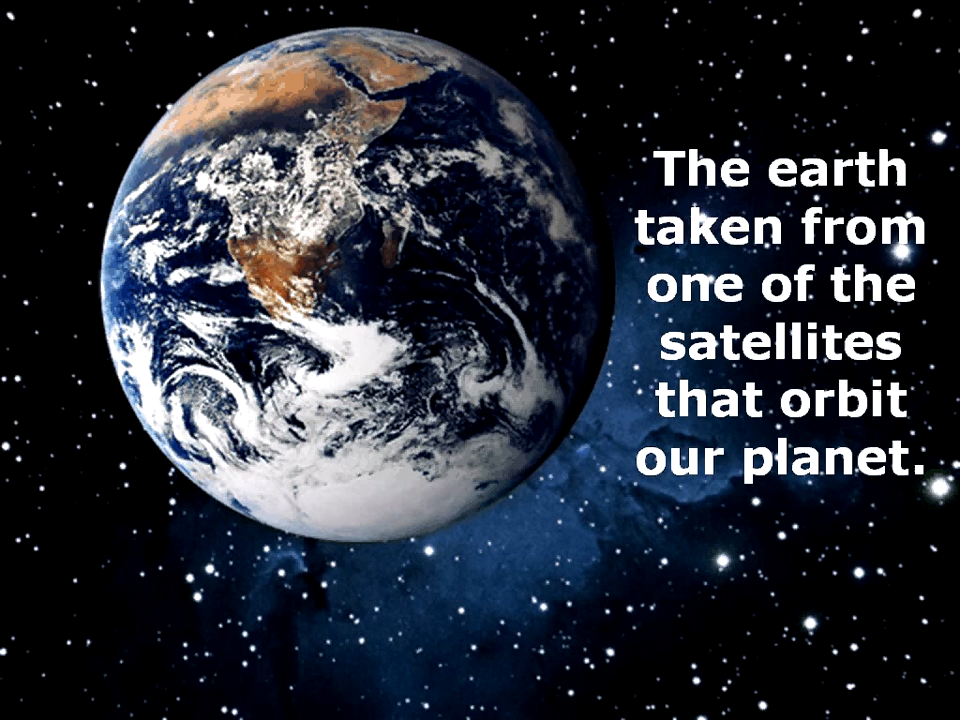 The earth
taken from
one of the
satellites
that orbit
our planet.